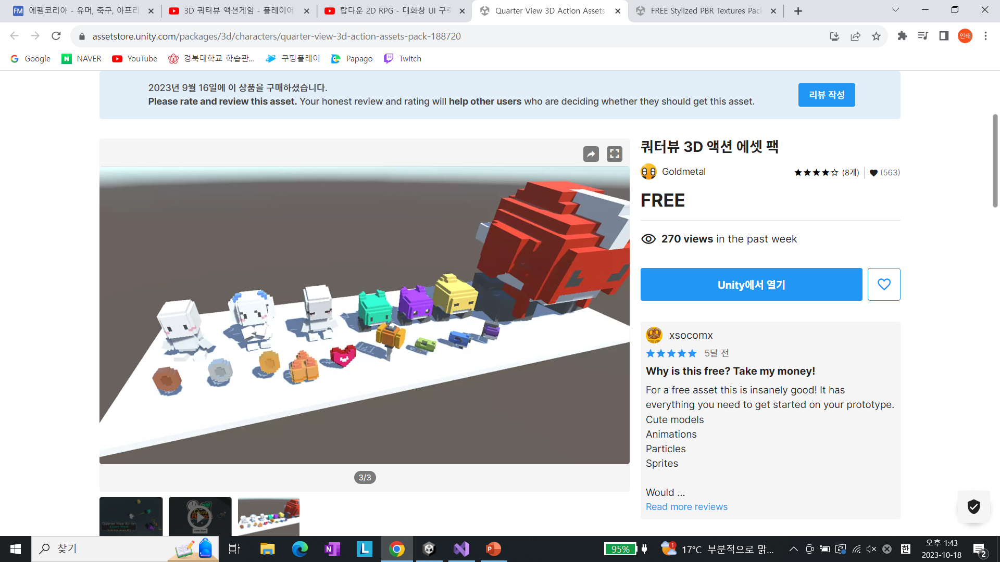 에펨코리아 - 유머, 축구, 아프리
3D 쿼터뷰 액션게임 - 플레이어
탑다운 2D RPG - 대화창 UI 구축
Quarter View 3D Action Assets
FREE Stylized PBR Textures Pac
assetstore.unity.com/packages/3d/characters/quarter-view-3d-action-assets-pack-188720
인태
Google
NAVER
YouTube
경북대학교 학습관...
쿠팡플레이
Papago
Twitch
2023년 9월 16일에 이 상품을 구매하셨습니다.
Please rate and review this asset. Your honest review and rating will help other users who are deciding whether they should get this asset.
리뷰 작성
쿼터뷰 3D 액션 에셋 팩
Goldmetal
(8개)
(563)
FREE
270 views in the past week
Unity에서 열기
xsocomx
5달 전
Why is this free? Take my money!
For a free asset this is insanely good! It has
everything you need to get started on your prototype.
Cute models
Animations
Particles
Sprites
Would ...
Read more reviews
3/3
찾기
95%
17°C 부분적으로 맑...
한
오후 1:43
2023-10-18
2